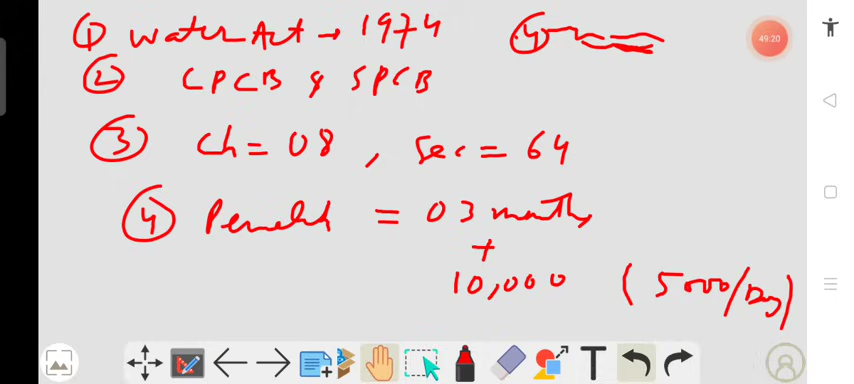 ① Water Act → 1974
49:20
② CPCB & SPCB
③ Ch = 08, Sec = 64
④ = 03 months
+
10,000 (5000/Day)
T